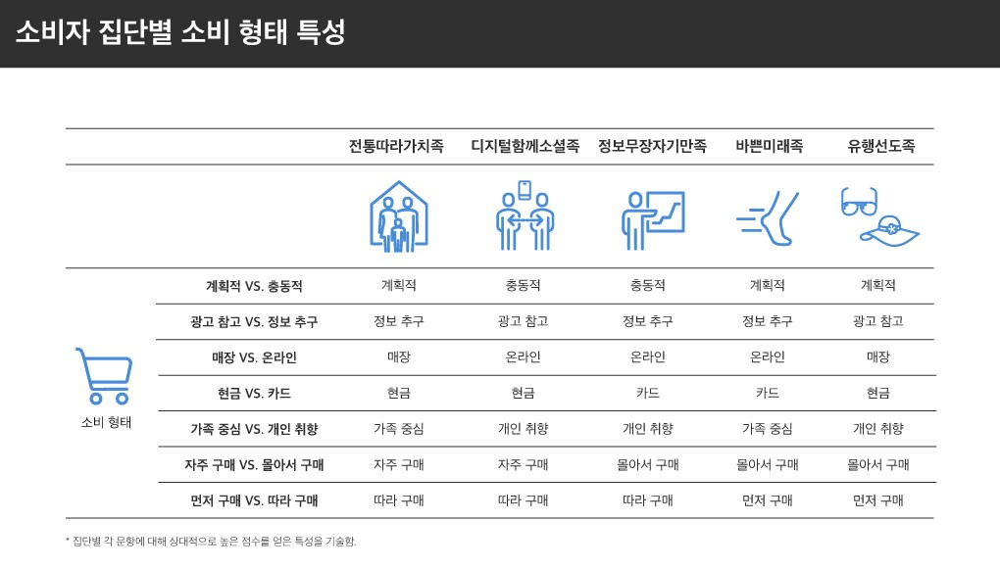 소비자 집단별 소비 형태 특성
전통따라가치족 디지털함께소셜족 정보무장자기만족 바쁜미래족 유행선도족
계획적 VS. 충동적 계획적 충동적 충동적 계획적 계획적
광고 참고 VS. 정보 추구 정보 추구 광고 참고 정보 추구 정보 추구 광고 참고
매장 VS. 온라인 매장 온라인 온라인 온라인 매장
현금 VS. 카드 현금 현금 카드 카드 현금
소비 형태
가족 중심 VS. 개인 취향 가족 중심 개인 취향 개인 취향 가족 중심 개인 취향
자주 구매 VS. 몰아서 구매 자주 구매 자주 구매 몰아서 구매 몰아서 구매 몰아서 구매
먼저 구매 VS. 따라 구매 따라 구매 따라 구매 따라 구매 먼저 구매 먼저 구매
* 집단별 각 문항에 대해 상대적으로 높은 점수를 얻은 특성을 기술함.